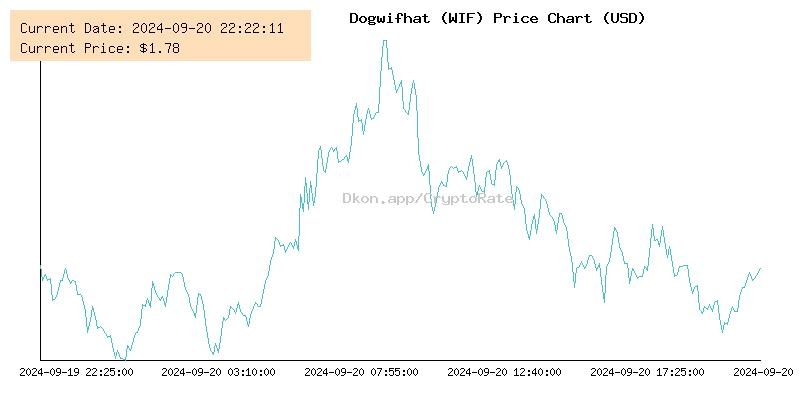 Dogwifhat (WIF) Price Chart (USD)
Current Date: 2024-09-20 22:22:11
Current Price: $1.78
Dkon.app/CryptoRate
2024-09-19 22:25:00 2024-09-20 03:10:00 2024-09-20 07:55:00 2024-09-20 12:40:00 2024-09-20 17:25:00 2024-09-20